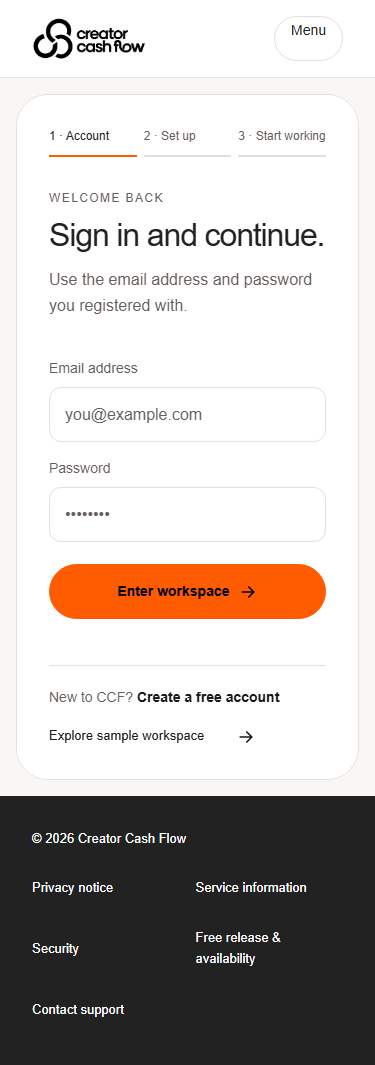 creator
cash flow
Menu
1 · Account
2 · Set up
3 · Start working
WELCOME BACK
Sign in and continue.
Use the email address and password
you registered with.
Email address
you@example.com
Password
••••••••
Enter workspace →
New to CCF? Create a free account
Explore sample workspace →
© 2026 Creator Cash Flow
Privacy notice
Service information
Security
Free release &
availability
Contact support